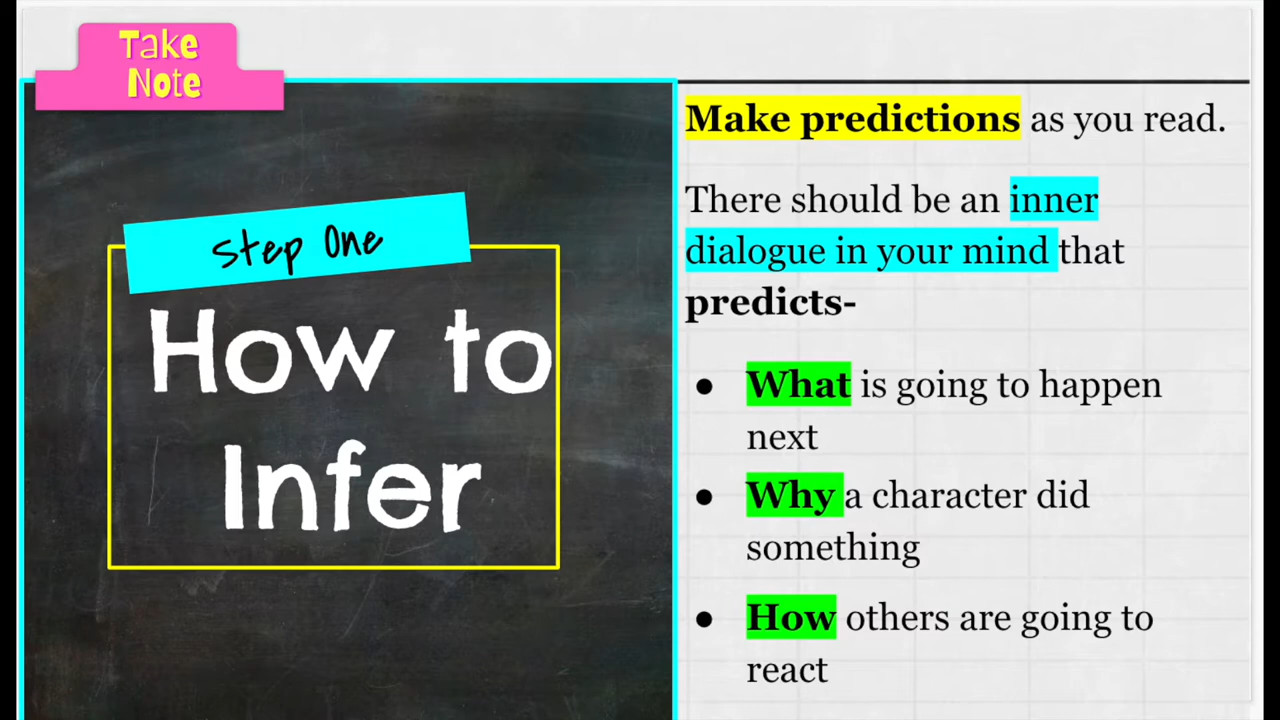 Take
Note
Step One
How to
Infer
Make predictions as you read.
There should be an inner
dialogue in your mind that
predicts-
● What is going to happen
next
● Why a character did
something
● How others are going to
react